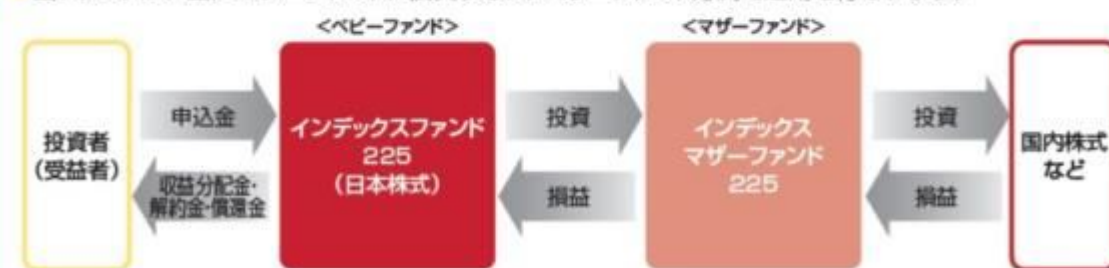 <ベビーファンド>
<マザーファンド>
投資者
(受益者)
申込金
収益分配金・
解約金・償還金
インデックスファンド
225
(日本株式)
投資
損益
インデックス
マザーファンド
225
投資
損益
国内株式
など